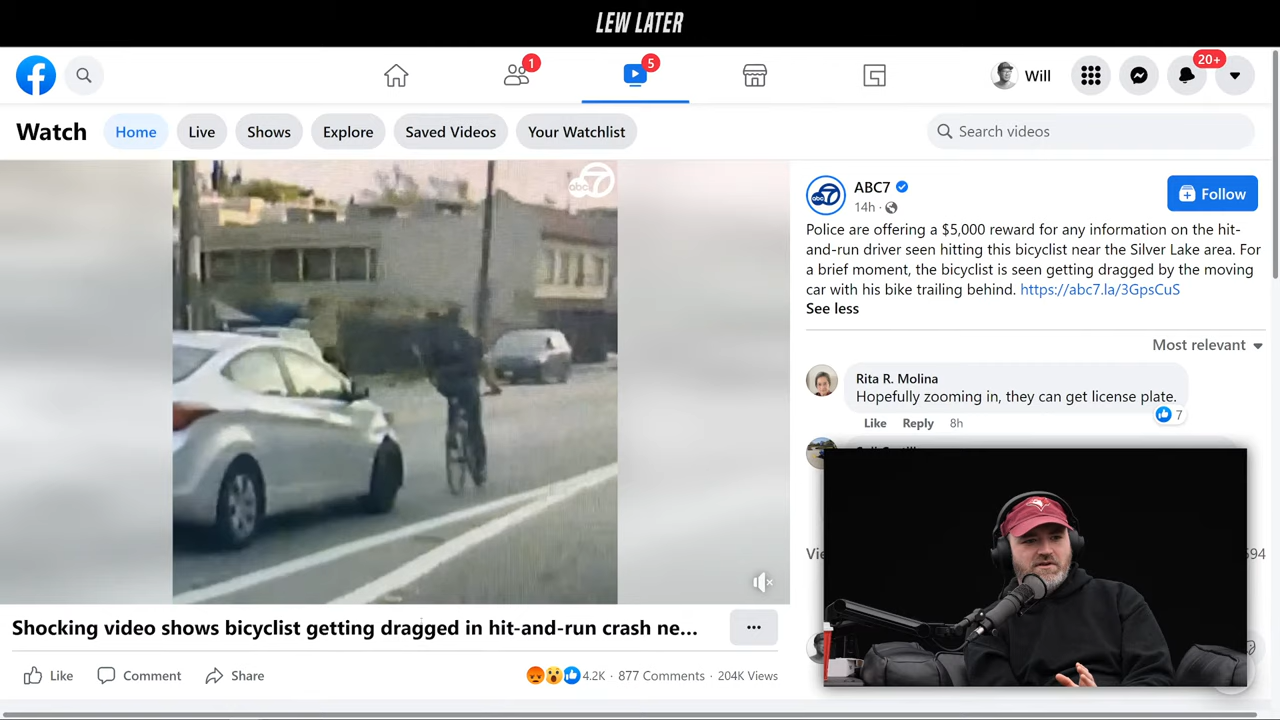 LEW LATER
1
5
Will
20+
Watch
Home
Live
Shows
Explore
Saved Videos
Your Watchlist
Search videos
abc7
abc7
ABC7
14h ·
Follow
Police are offering a $5,000 reward for any information on the hit-
and-run driver seen hitting this bicyclist near the Silver Lake area. For
a brief moment, the bicyclist is seen getting dragged by the moving
car with his bike trailing behind. https://abc7.la/3GpsCuS
See less
Most relevant
Rita R. Molina
Hopefully zooming in, they can get license plate.
7
Like Reply 8h
Shocking video shows bicyclist getting dragged in hit-and-run crash ne...
...
Like
Comment
Share
4.2K · 877 Comments · 204K Views